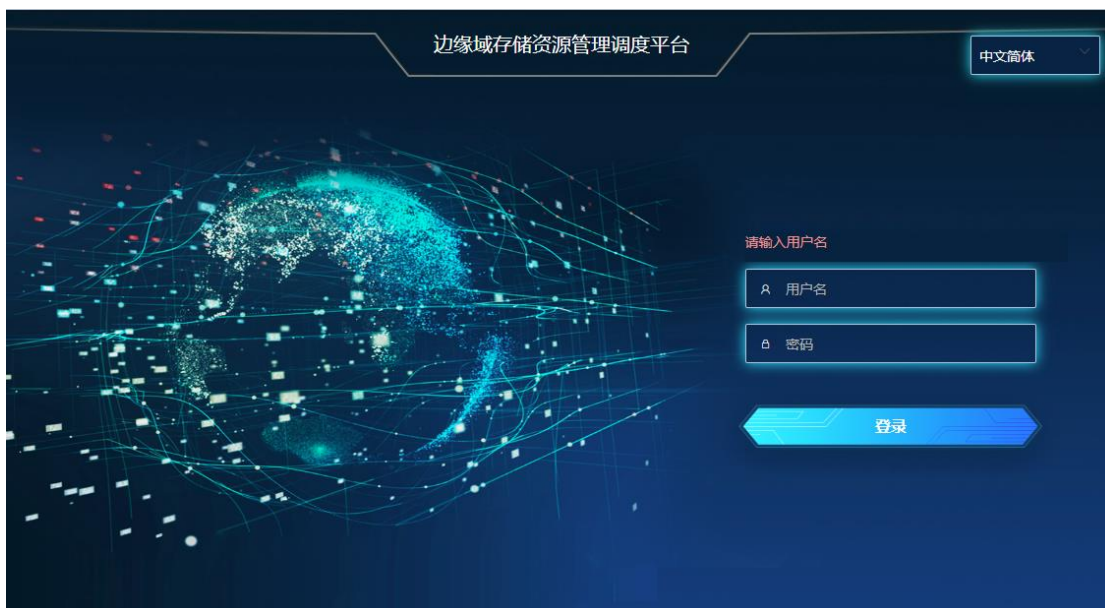 边缘域存储资源管理调度平台
中文简体
请输入用户名
用户名
密码
登录